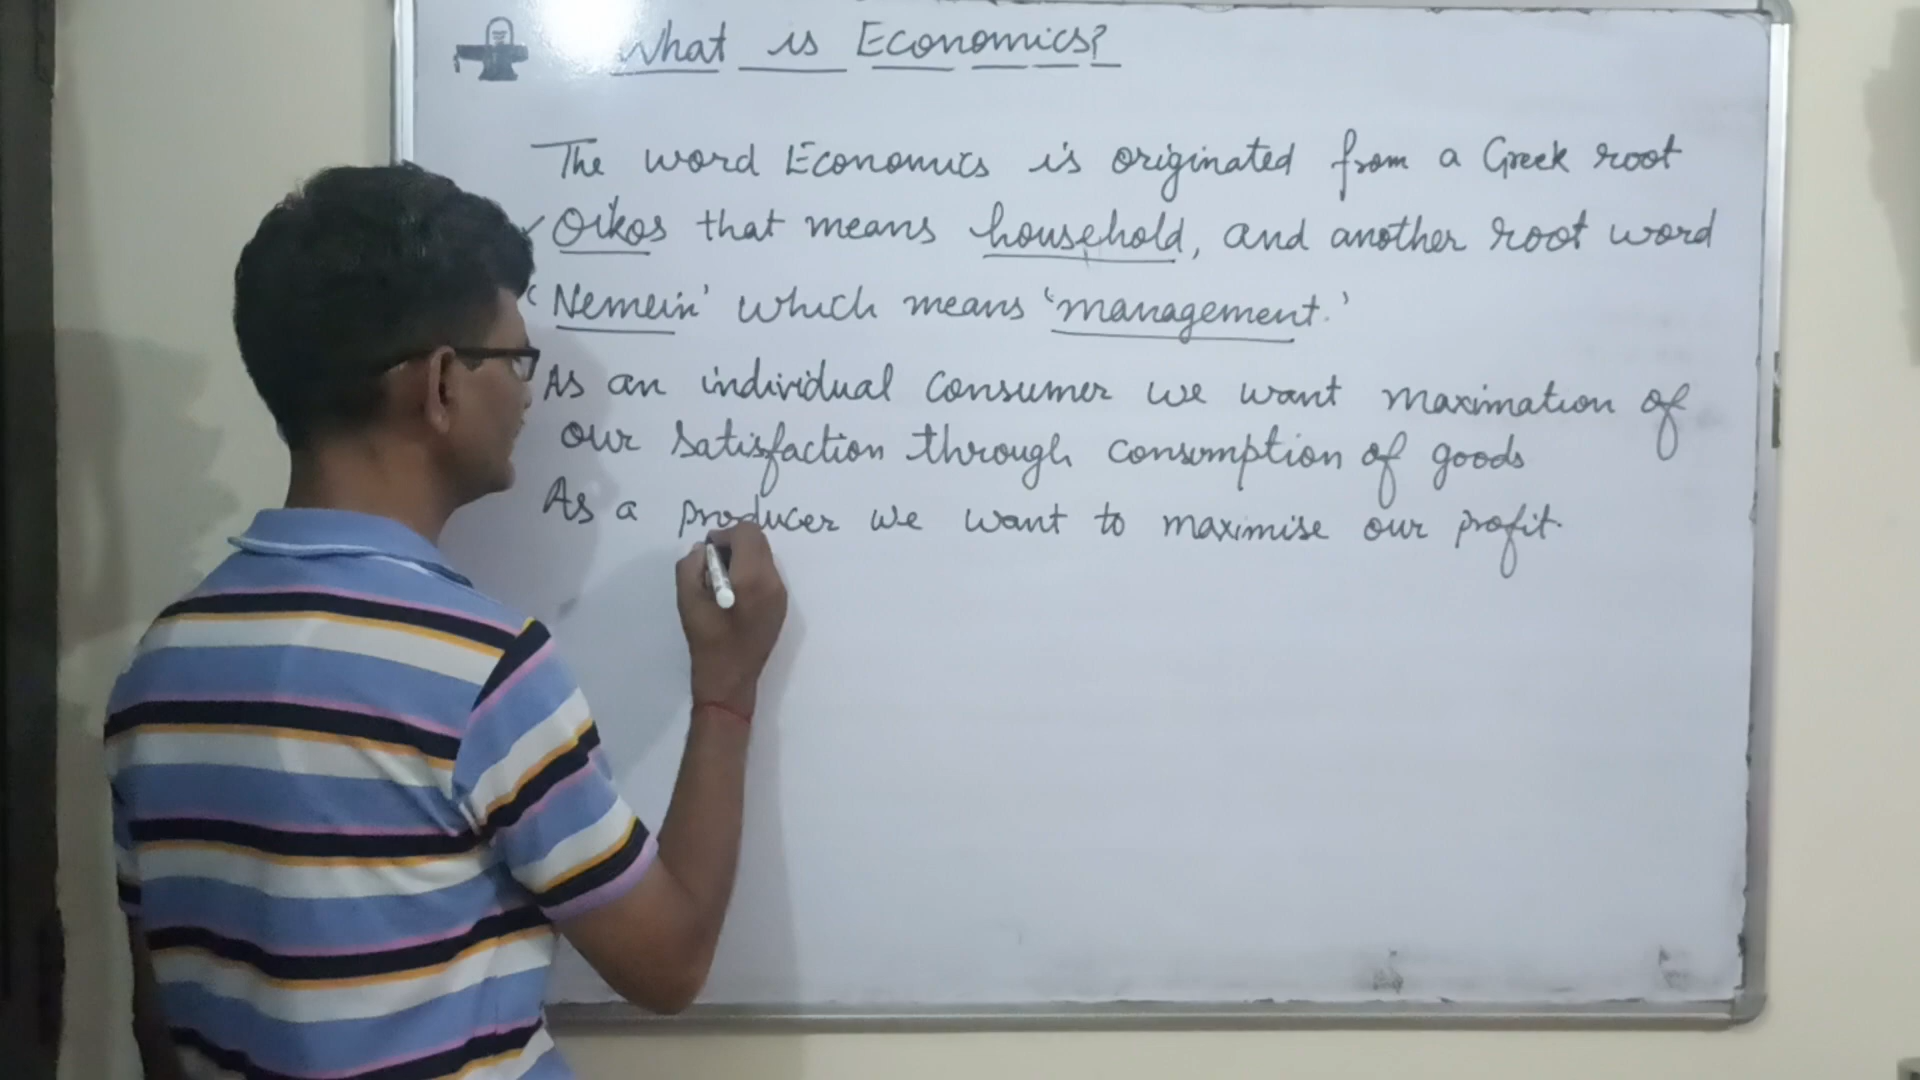 What is Economics?
The word Economics is originated from a Greek root
Oikos that means household, and another root word
'Nemein' which means 'management.'
As an individual consumer we want maximation of
our satisfaction through consumption of goods
As a producer we want to maximise our profit.